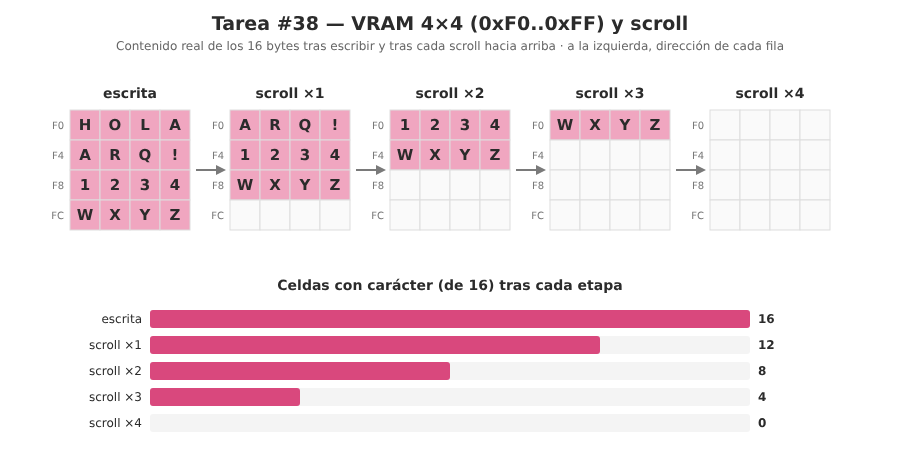 Tarea #38 — VRAM 4×4 (0xF0..0xFF) y scroll
Contenido real de los 16 bytes tras escribir y tras cada scroll hacia arriba · a la izquierda, dirección de cada fila
escrita scroll ×1 scroll ×2 scroll ×3 scroll ×4
F0 H O L A F0 A R Q ! F0 1 2 3 4 F0 W X Y Z F0
F4 A R Q ! F4 1 2 3 4 F4 W X Y Z F4 F4
F8 1 2 3 4 F8 W X Y Z F8 F8 F8
FC W X Y Z FC FC FC FC
Celdas con carácter (de 16) tras cada etapa
escrita 16
scroll ×1 12
scroll ×2 8
scroll ×3 4
scroll ×4 0